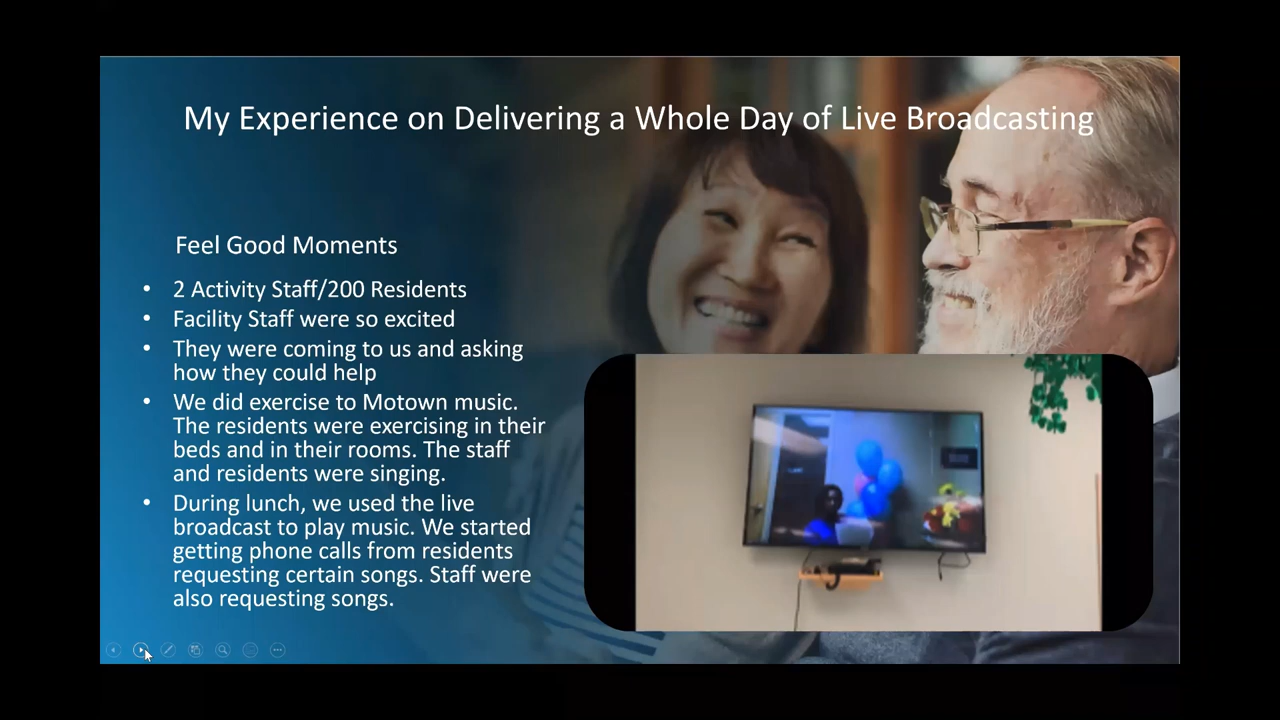 My Experience on Delivering a Whole Day of Live Broadcasting
Feel Good Moments
• 2 Activity Staff/200 Residents
• Facility Staff were so excited
• They were coming to us and asking
how they could help
• We did exercise to Motown music.
The residents were exercising in their
beds and in their rooms. The staff
and residents were singing.
• During lunch, we used the live
broadcast to play music. We started
getting phone calls from residents
requesting certain songs. Staff were
also requesting songs.